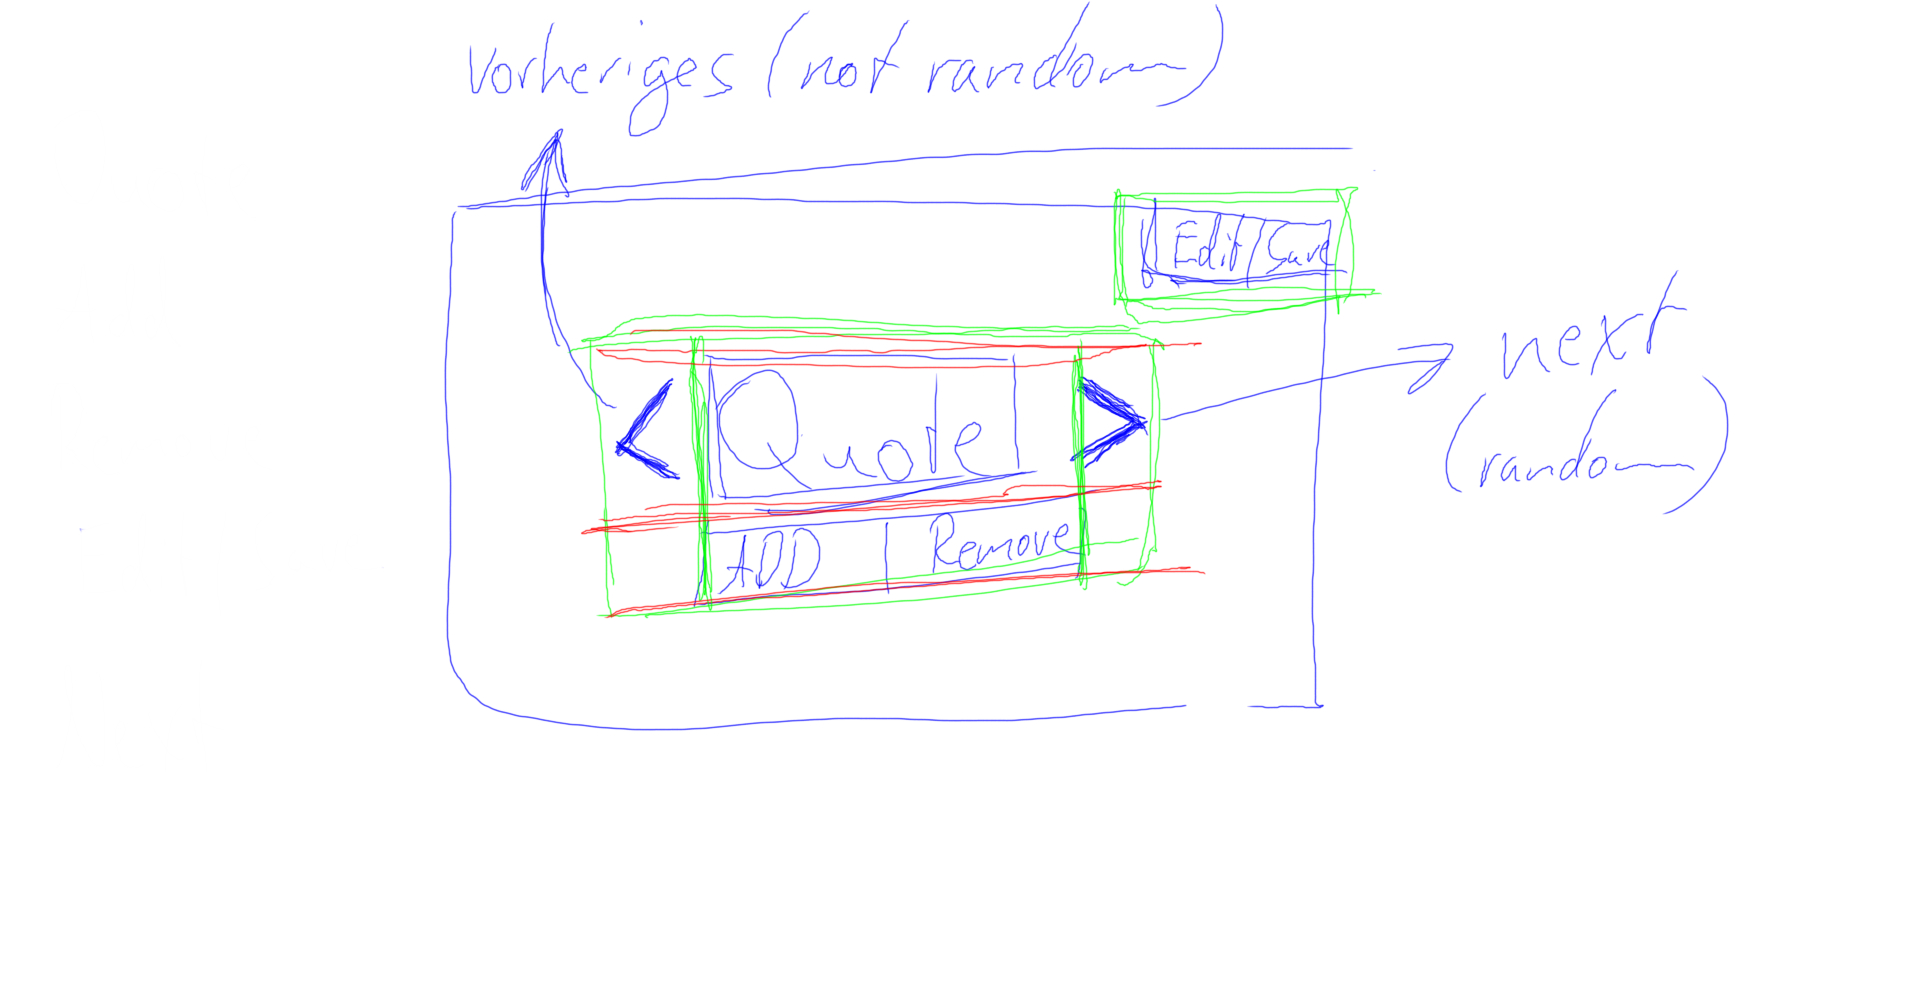 vorheriges (not random)
Edit/Save
next
(random)
< Quote >
ADD | Remove